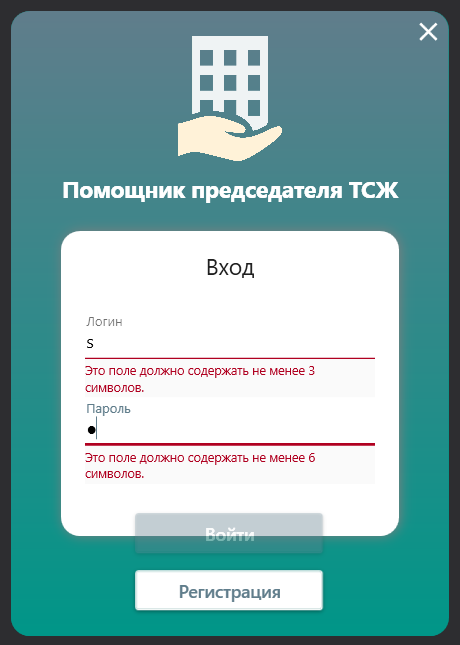 Помощник председателя ТСЖ
Вход
Логин
s
Это поле должно содержать не менее 3
символов.
Пароль
Это поле должно содержать не менее 6
символов.
Войти
Регистрация